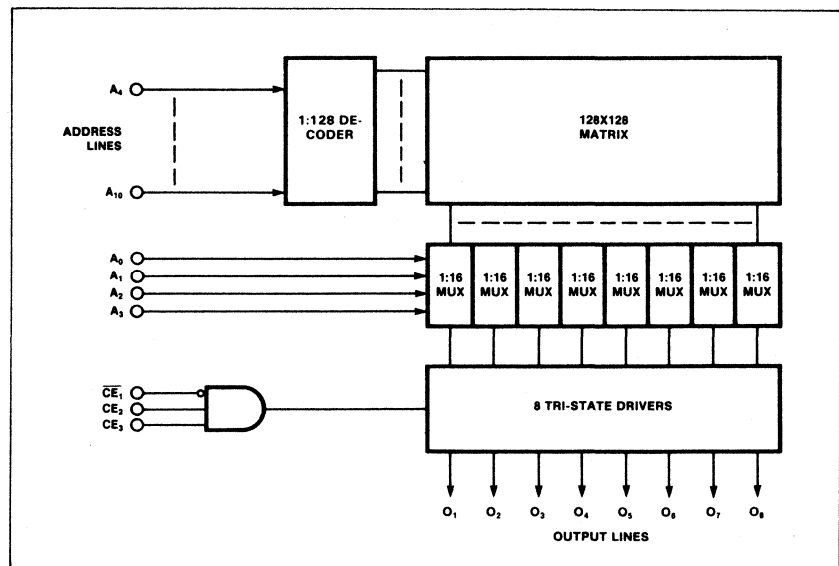 A₄
ADDRESS
LINES
A₁₀
1:128 DE-
CODER
128X128
MATRIX
A₀
A₁
A₂
A₃
1:16
MUX
1:16
MUX
1:16
MUX
1:16
MUX
1:16
MUX
1:16
MUX
1:16
MUX
1:16
MUX
C̅E̅₁
CE₂
CE₃
8 TRI-STATE DRIVERS
O₁ O₂ O₃ O₄ O₅ O₆ O₇ O₈
OUTPUT LINES